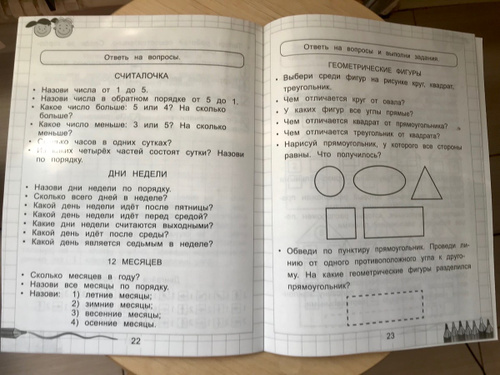 Ответь на вопросы.
СЧИТАЛОЧКА
• Назови числа от 1 до 5.
• Назови числа в обратном порядке от 5 до 1.
• Какое число больше: 5 или 4? На сколько
больше?
• Какое число меньше: 3 или 5? На сколько
меньше?
• Сколько часов в одних сутках?
• Из каких четырёх частей состоят сутки? Назови
по порядку.
ДНИ НЕДЕЛИ
• Назови дни недели по порядку.
• Сколько всего дней в неделе?
• Какой день недели идёт после пятницы?
• Какой день недели идёт перед средой?
• Какие дни недели считаются выходными?
• Какой день идёт после среды?
• Какой день является седьмым в неделе?
12 МЕСЯЦЕВ
• Сколько месяцев в году?
• Назови все месяцы по порядку.
• Назови: 1) летние месяцы;
2) зимние месяцы;
3) весенние месяцы;
4) осенние месяцы.
22
Ответь на вопросы и выполни задания.
ГЕОМЕТРИЧЕСКИЕ ФИГУРЫ
• Выбери среди фигур на рисунке круг, квадрат,
треугольник.
• Чем отличается круг от овала?
• У каких фигур все углы прямые?
• Чем отличается квадрат от прямоугольника?
• Чем отличается треугольник от квадрата?
• Нарисуй прямоугольник, у которого все стороны
равны. Что получилось?
• Обведи по пунктиру прямоугольник. Проведи ли-
нию от одного противоположного угла к друго-
му. На какие геометрические фигуры разделился
прямоугольник?
23